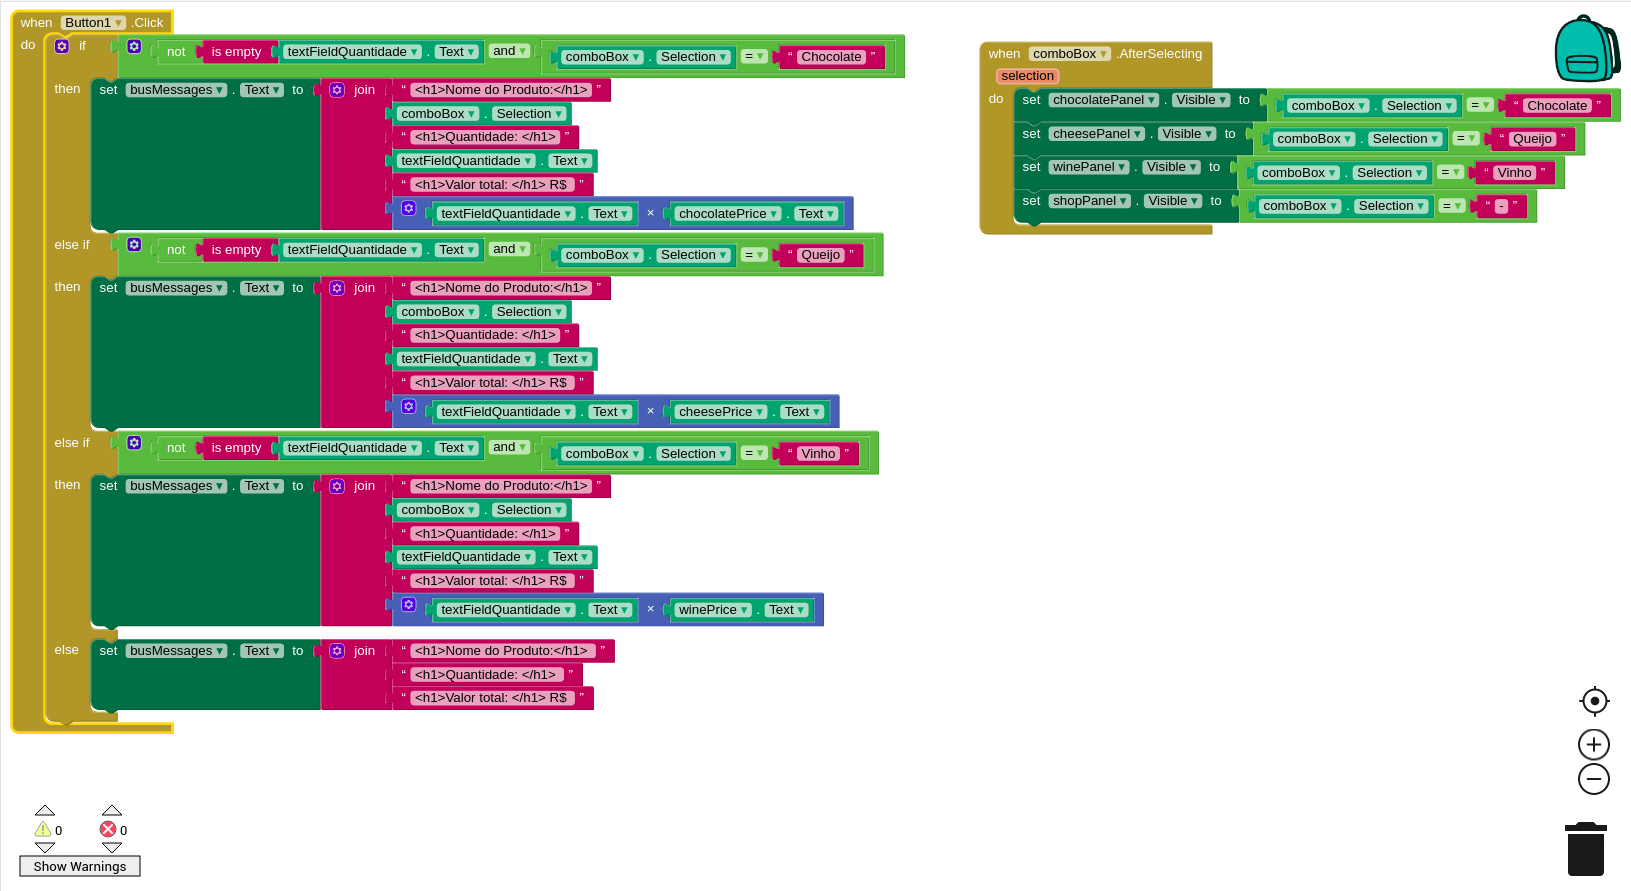 when Button1 .Click
do if not is empty textFieldQuantidade . Text and comboBox . Selection = “ Chocolate ”
then set busMessages . Text to join “ <h1>Nome do Produto:</h1> ”
comboBox . Selection
“ <h1>Quantidade: </h1> ”
textFieldQuantidade . Text
“ <h1>Valor total: </h1> R$ ”
textFieldQuantidade . Text × chocolatePrice . Text
else if not is empty textFieldQuantidade . Text and comboBox . Selection = “ Queijo ”
then set busMessages . Text to join “ <h1>Nome do Produto:</h1> ”
comboBox . Selection
“ <h1>Quantidade: </h1> ”
textFieldQuantidade . Text
“ <h1>Valor total: </h1> R$ ”
textFieldQuantidade . Text × cheesePrice . Text
else if not is empty textFieldQuantidade . Text and comboBox . Selection = “ Vinho ”
then set busMessages . Text to join “ <h1>Nome do Produto:</h1> ”
comboBox . Selection
“ <h1>Quantidade: </h1> ”
textFieldQuantidade . Text
“ <h1>Valor total: </h1> R$ ”
textFieldQuantidade . Text × winePrice . Text
else set busMessages . Text to join “ <h1>Nome do Produto:</h1> ”
“ <h1>Quantidade: </h1> ”
“ <h1>Valor total: </h1> R$ ”
when comboBox .AfterSelecting
selection
do set chocolatePanel . Visible to comboBox . Selection = “ Chocolate ”
set cheesePanel . Visible to comboBox . Selection = “ Queijo ”
set winePanel . Visible to comboBox . Selection = “ Vinho ”
set shopPanel . Visible to comboBox . Selection = “ - ”
0 0
Show Warnings